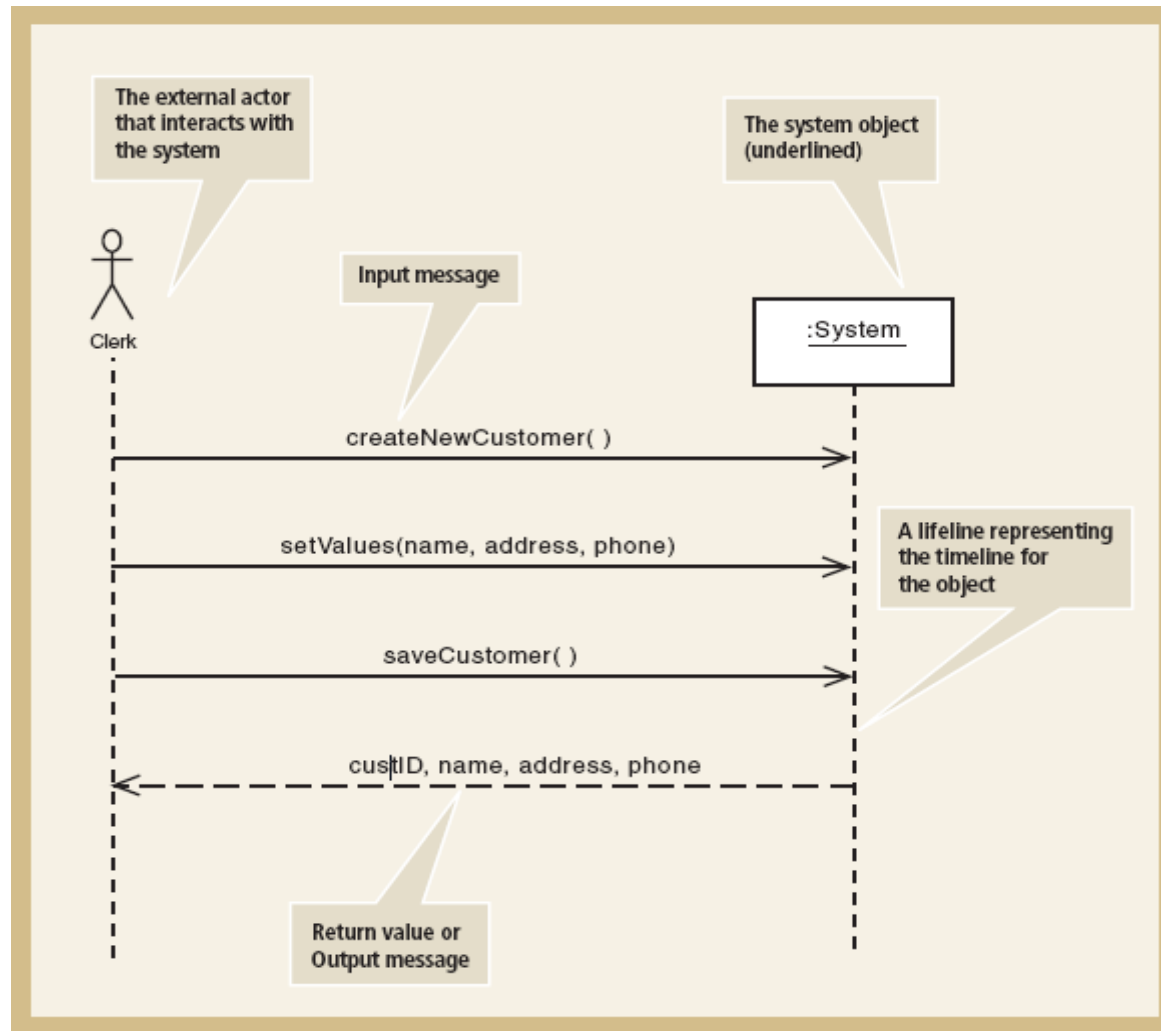 The external actor
that interacts with
the system
The system object
(underlined)
Input message
Clerk
:System
createNewCustomer( )
setValues(name, address, phone)
A lifeline representing
the timeline for
the object
saveCustomer( )
custID, name, address, phone
Return value or
Output message